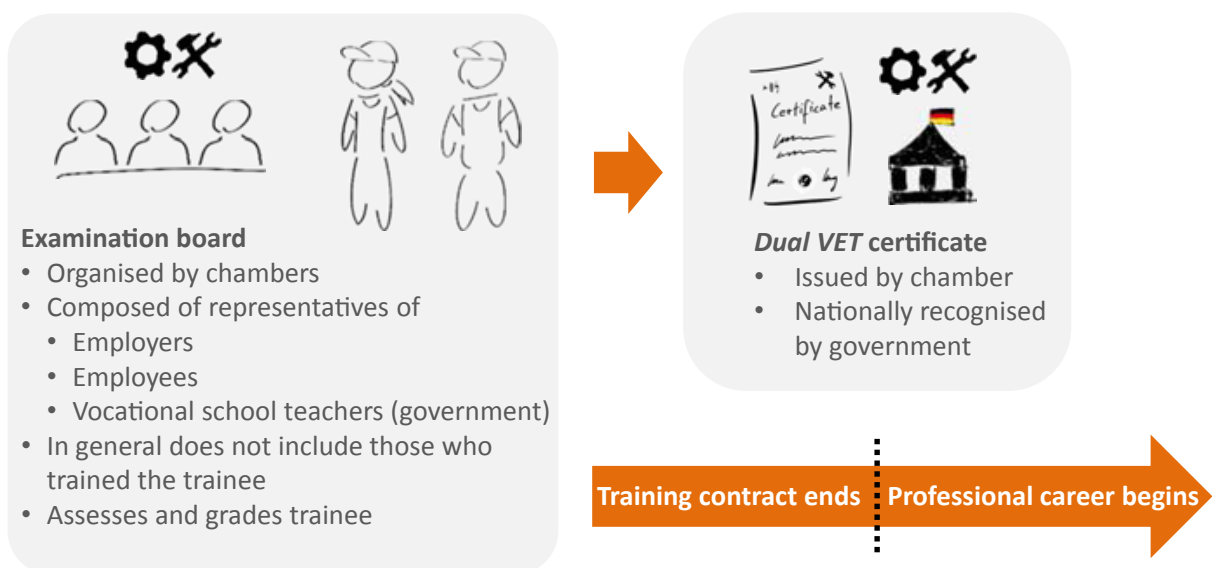 Certificate
Examination board
• Organised by chambers
• Composed of representatives of
• Employers
• Employees
• Vocational school teachers (government)
• In general does not include those who
trained the trainee
• Assesses and grades trainee
Dual VET certificate
• Issued by chamber
• Nationally recognised
by government
Training contract ends
Professional career begins